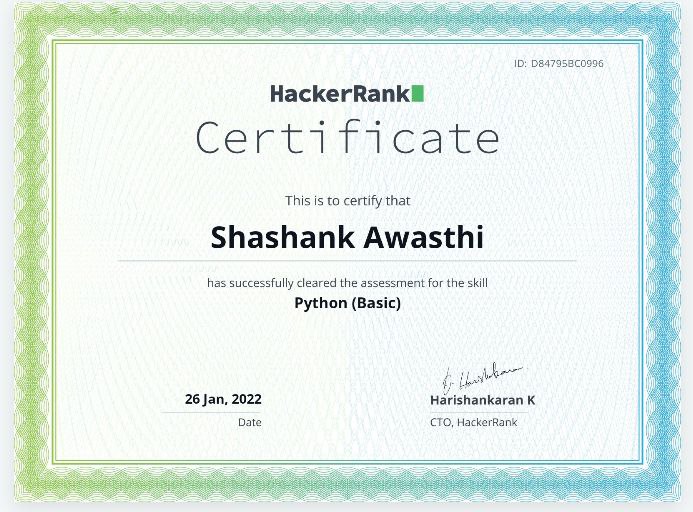 ID: D84795BC0996
HackerRank
Certificate
This is to certify that
Shashank Awasthi
has successfully cleared the assessment for the skill
Python (Basic)
26 Jan, 2022
Date
Harishankaran K
CTO, HackerRank